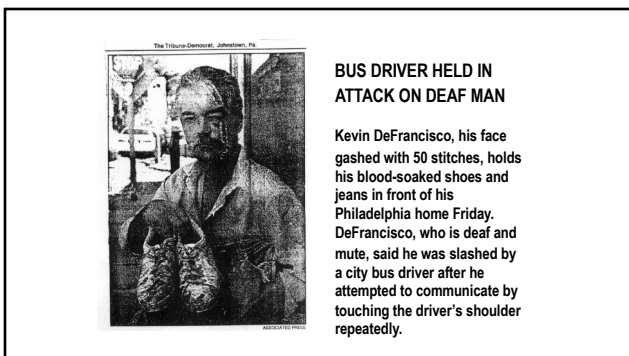 The Tribune-Democrat, Johnstown, Pa.
BUS DRIVER HELD IN
ATTACK ON DEAF MAN
Kevin DeFrancisco, his face
gashed with 50 stitches, holds
his blood-soaked shoes and
jeans in front of his
Philadelphia home Friday.
DeFrancisco, who is deaf and
mute, said he was slashed by
a city bus driver after he
attempted to communicate by
touching the driver's shoulder
repeatedly.
ASSOCIATED PRESS